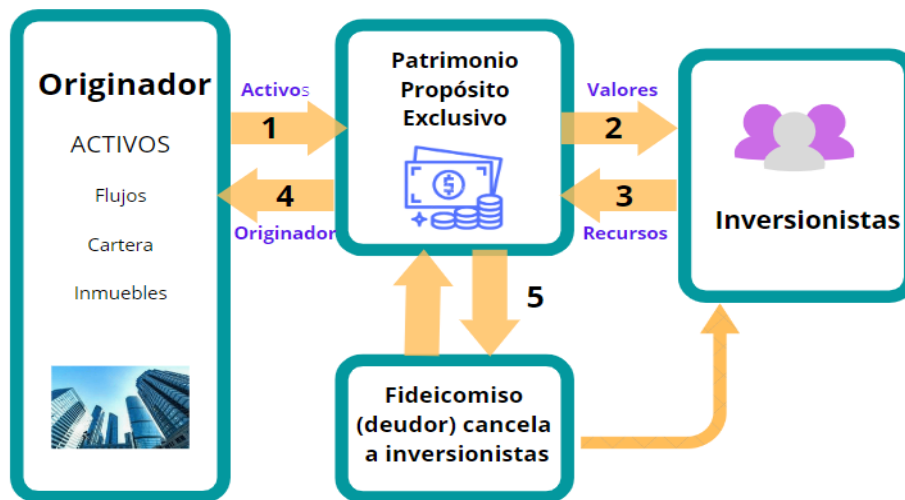 Originador
ACTIVOS
Flujos
Cartera
Inmuebles
Activos
1
4
Originador
Patrimonio
Propósito
Exclusivo
$
Valores
2
3
Recursos
Inversionistas
5
Fideicomiso
(deudor) cancela
a inversionistas